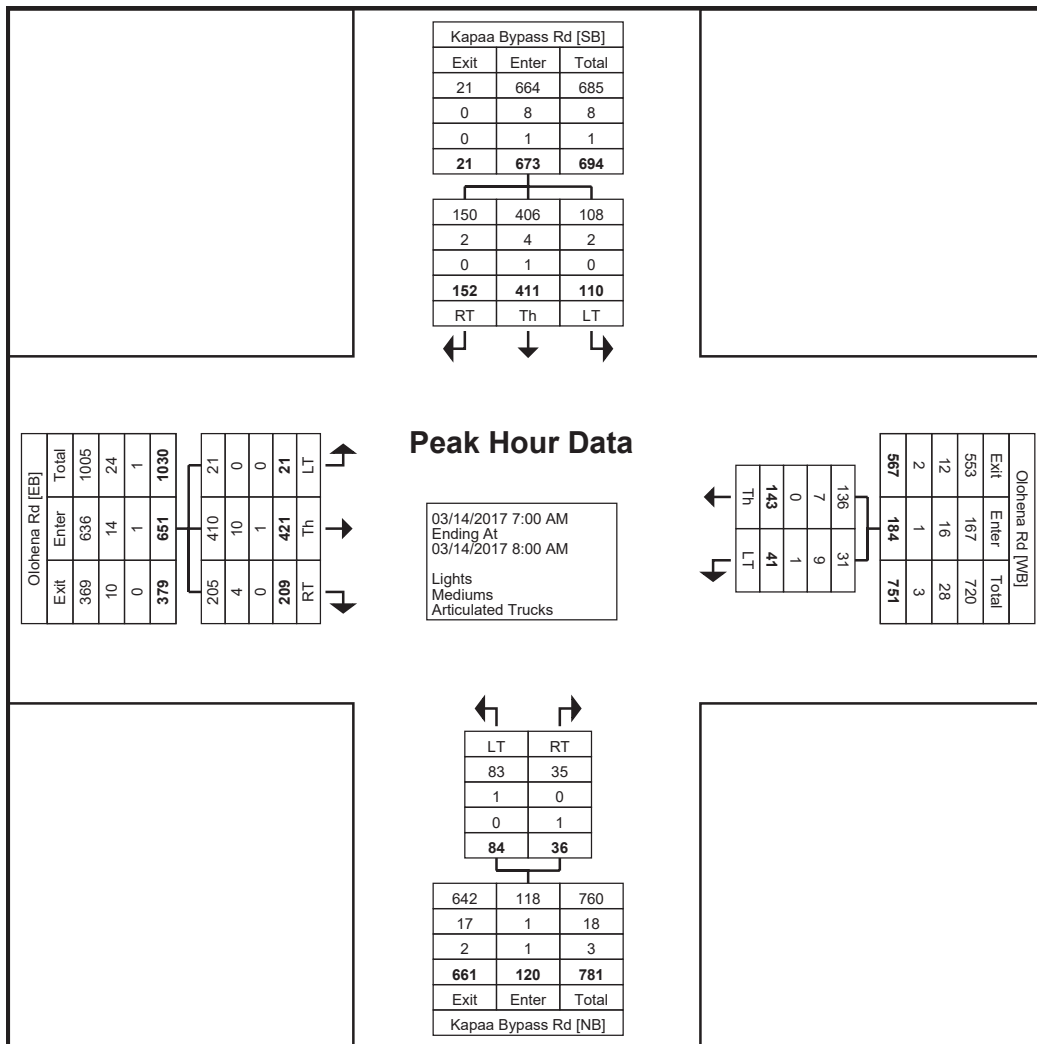 Kapaa Bypass Rd [SB]
Exit Enter Total
21 664 685
0 8 8
0 1 1
21 673 694
150 406 108
2 4 2
0 1 0
152 411 110
RT Th LT
Peak Hour Data
03/14/2017 7:00 AM
Ending At
03/14/2017 8:00 AM
Lights
Mediums
Articulated Trucks
Olohena Rd [EB]
Exit Enter Total
369 636 1005
10 14 24
0 1 1
379 651 1030
205 410 21
4 10 0
0 1 0
209 421 21
RT Th LT
Olohena Rd [WB]
Exit Enter Total
553 167 720
12 16 28
2 1 3
567 184 751
136 31
7 9
0 1
143 41
Th LT
LT RT
83 35
1 0
0 1
84 36
642 118 760
17 1 18
2 1 3
661 120 781
Exit Enter Total
Kapaa Bypass Rd [NB]